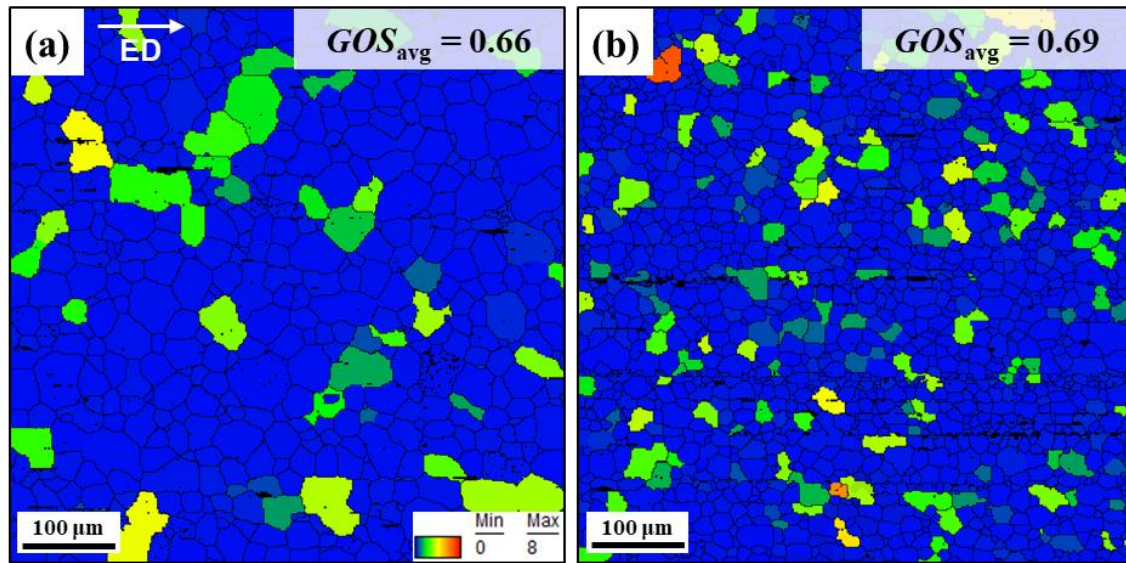 (a)
ED
GOSavg = 0.66
100 μm
Min Max
0 8
(b)
GOSavg = 0.69
100 μm